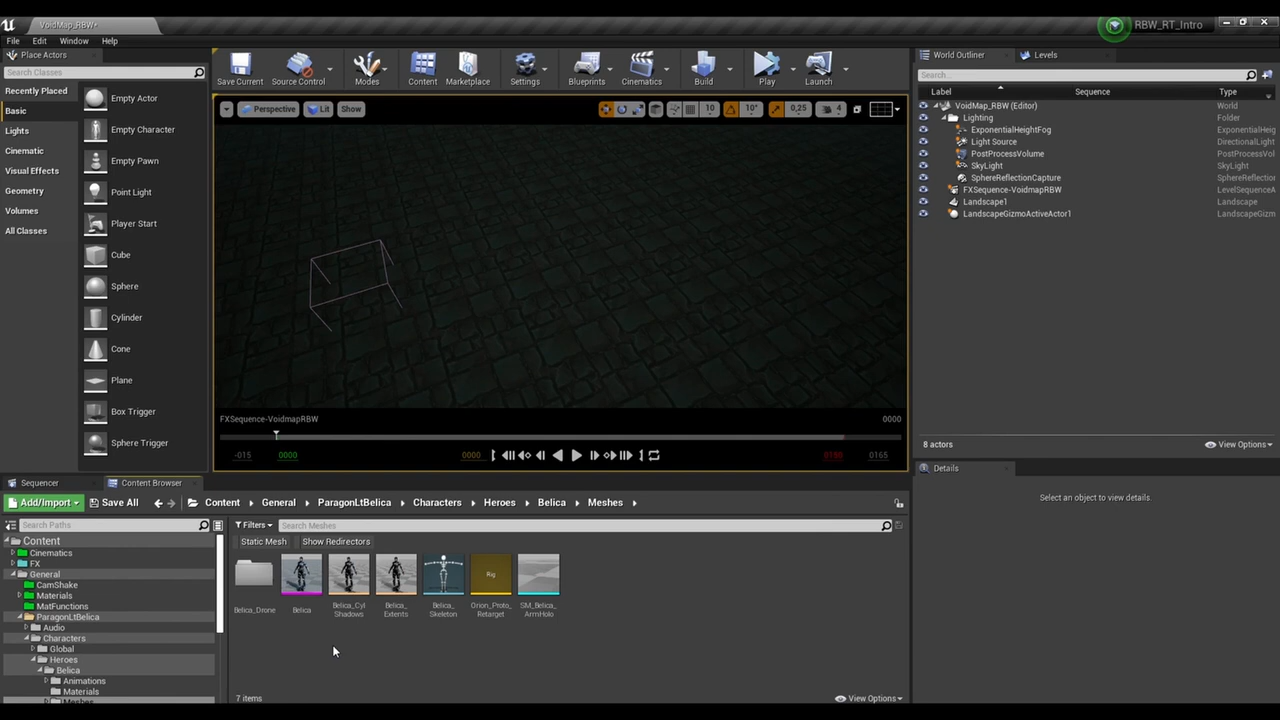 VoidMap_RBW*
RBW_RT_Intro
File Edit Window Help
Place Actors
Search Classes
Recently Placed
Basic
Lights
Cinematic
Visual Effects
Geometry
Volumes
All Classes
Empty Actor
Empty Character
Empty Pawn
Point Light
Player Start
Cube
Sphere
Cylinder
Cone
Plane
Box Trigger
Sphere Trigger
Save Current Source Control Modes Content Marketplace Settings Blueprints Cinematics Build Play Launch
Perspective Lit Show 10 10° 0,25 4
FXSequence-VoidmapRBW 0000
-015 0000 0000 0150 0165
World Outliner Levels
Search...
Label Sequence Type
VoidMap_RBW (Editor) World
Lighting Folder
ExponentialHeightFog ExponentialHeig
Light Source DirectionalLight
PostProcessVolume PostProcessVol
SkyLight SkyLight
SphereReflectionCapture SphereReflection
FXSequence-VoidmapRBW LevelSequenceA
Landscape1 Landscape
LandscapeGizmoActiveActor1 LandscapeGizm
8 actors View Options
Details
Select an object to view details.
Sequencer Content Browser
Add/Import Save All Content General ParagonLtBelica Characters Heroes Belica Meshes
Search Paths
Filters Search Meshes
Static Mesh Show Redirectors
Content
Cinematics
FX
General
CamShake
Materials
MatFunctions
ParagonLtBelica
Audio
Characters
Global
Heroes
Belica
Animations
Materials
Meshes
Rig
Belica_Drone
Belica
Belica_Cyl
Shadows
Belica_
Extents
Belica_
Skeleton
Orion_Proto_
Retarget
SM_Belica_
ArmHolo
7 items View Options